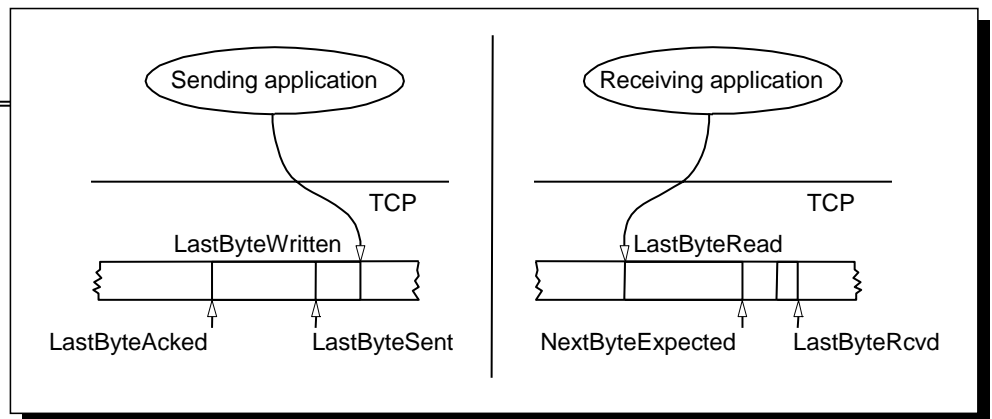 Sending application
TCP
LastByteWritten
LastByteAcked
LastByteSent
Receiving application
TCP
LastByteRead
NextByteExpected
LastByteRcvd